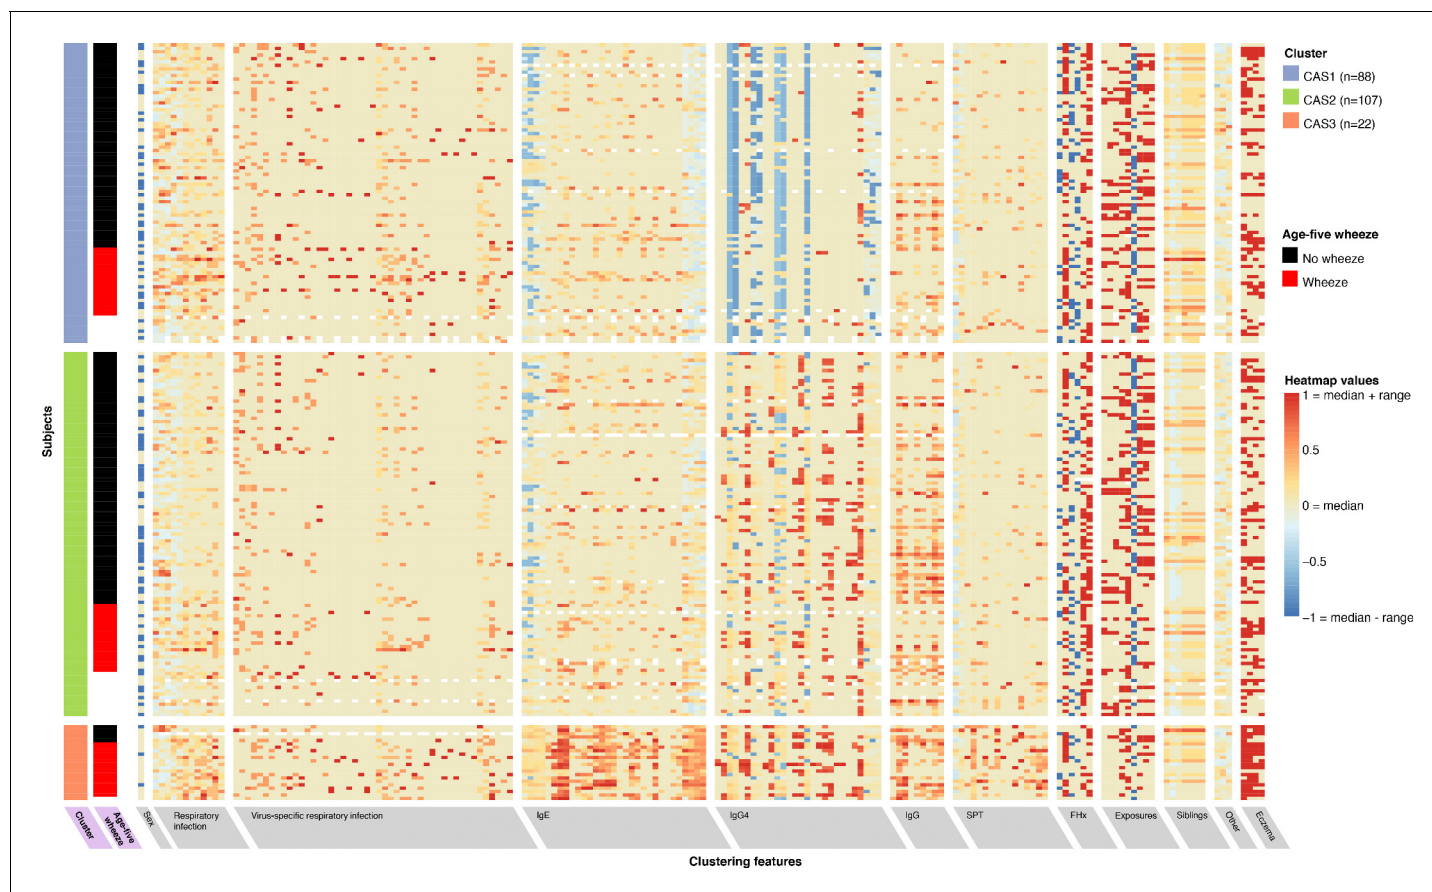 Cluster
CAS1 (n=88)
CAS2 (n=107)
CAS3 (n=22)
Age-five wheeze
No wheeze
Wheeze
Heatmap values
1 = median + range
0.5
0 = median
−0.5
−1 = median - range
Subjects
Cluster
Age-five
wheeze
Sex
Respiratory
infection
Virus-specific respiratory infection
IgE
IgG4
IgG
SPT
FHx
Exposures
Siblings
Other
Eczema
Clustering features